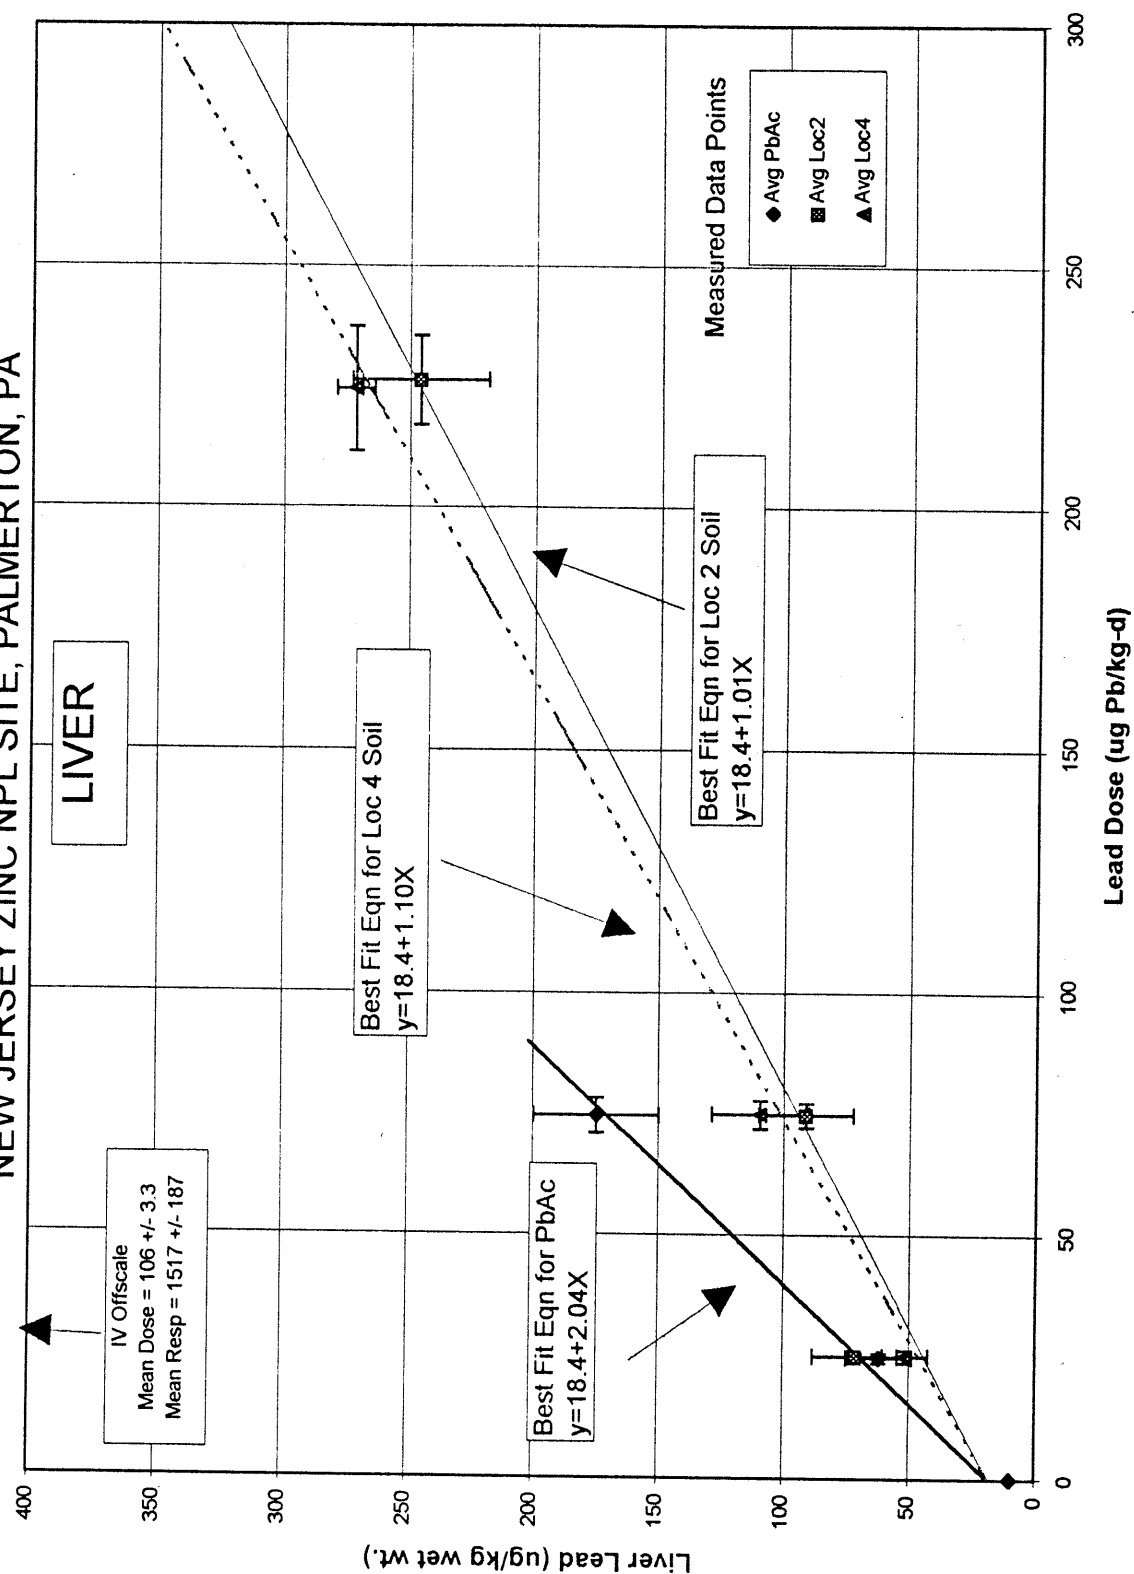 NEW JERSEY ZINC NPL SITE, PALMERTON, PA
LIVER
IV Offscale
Mean Dose = 106 +/- 3.3
Mean Resp = 1517 +/- 187
Best Fit Eqn for Loc 4 Soil
y=18.4+1.10X
Best Fit Eqn for PbAc
y=18.4+2.04X
Best Fit Eqn for Loc 2 Soil
y=18.4+1.01X
Measured Data Points
Avg PbAc
Avg Loc2
Avg Loc4
Liver Lead (ug/kg wet wt.)
400
350
300
250
200
150
100
50
0
0
50
100
150
200
250
300
Lead Dose (ug Pb/kg-d)